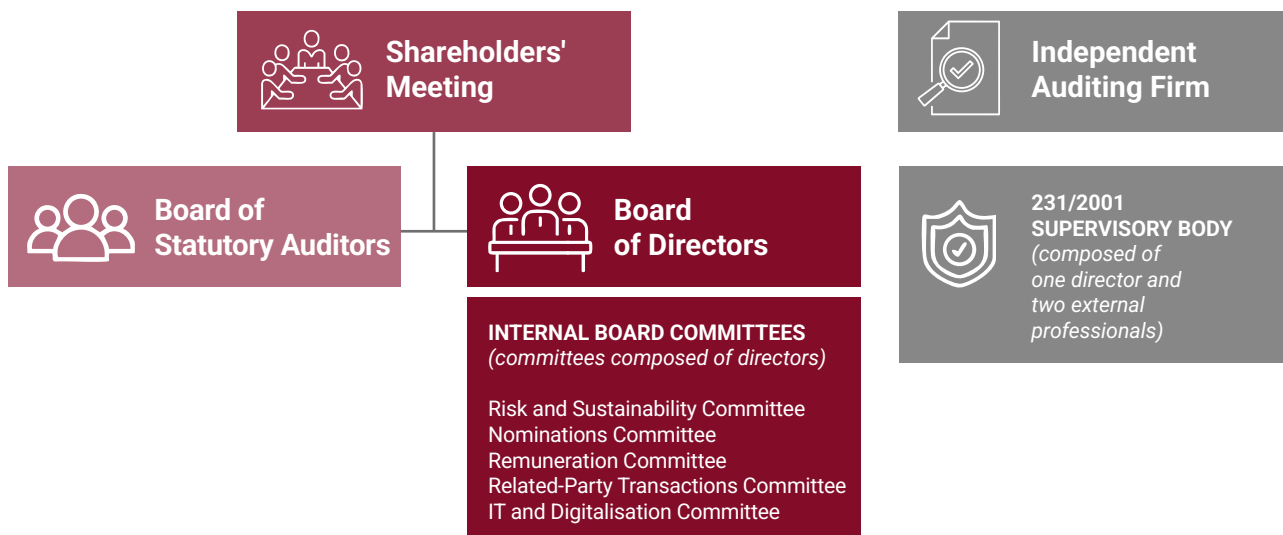 Shareholders'
Meeting
Independent
Auditing Firm
Board of
Statutory Auditors
Board
of Directors
231/2001
SUPERVISORY BODY
(composed of
one director and
two external
professionals)
INTERNAL BOARD COMMITTEES
(committees composed of directors)
Risk and Sustainability Committee
Nominations Committee
Remuneration Committee
Related-Party Transactions Committee
IT and Digitalisation Committee